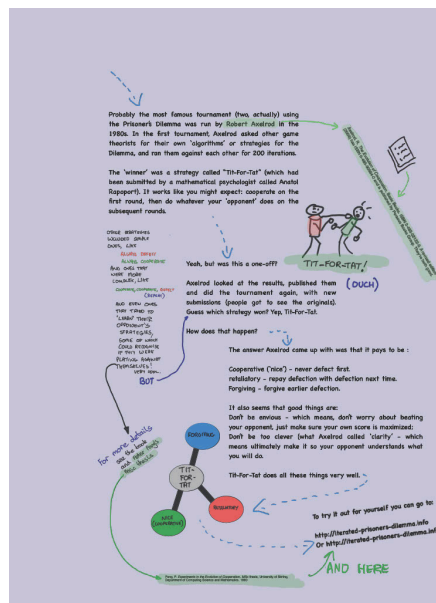 Probably the most famous tournament (two, actually) using
the Prisoner's Dilemma was run by Robert Axelrod in the
1980s. In the first tournament, Axelrod asked other game
theorists for their own 'algorithms' or strategies for the
Dilemma, and ran them against each other for 200 iterations.
The 'winner' was a strategy called "Tit-For-Tat" (which had
been submitted by a mathematical psychologist called Anatol
Rapoport). It works like you might expect: cooperate on the
first round, then do whatever your 'opponent' does on the
subsequent rounds.
TIT-FOR-TAT!
(OUCH)
OTHER STRATEGIES
INCLUDED SIMPLE
ONES, LIKE
ALWAYS DEFECT
ALWAYS COOPERATE
AND ONES THAT
WERE MORE
COMPLEX, LIKE
COOPERATE, COOPERATE, DEFECT
(REPEAT)
AND EVEN ONES
THAT TRIED TO
'LEARN' THEIR
OPPONENT'S
STRATEGIES,
SOME OF WHICH
COULD RECOGNISE
IF THEY WERE
PLAYING AGAINST
THEMSELVES!
VERY COOL.
BOT
Yeah, but was this a one-off?
Axelrod looked at the results, published them
and did the tournament again, with new
submissions (people got to see the originals).
Guess which strategy won? Yep, Tit-For-Tat.
How does that happen?
The answer Axelrod came up with was that it pays to be :
Cooperative ('nice') - never defect first.
retaliatory - repay defection with defection next time.
Forgiving - forgive earlier defection.
It also seems that good things are:
Don't be envious - which means, don't worry about beating
your opponent, just make sure your own score is maximized;
Don't be too clever (what Axelrod called 'clarity' - which
means ultimately make it so your opponent understands what
you will do.
Tit-For-Tat does all these things very well.
For more details
see the book
and
FORGIVING
TIT-
FOR-
TAT
RETALIATORY
NICE
(COOPERATIVE)
To try it out for yourself you can go to:
http://iterated-prisoners-dilemma.info
Or http://iterated-prisoners-dilemma.info
AND HERE